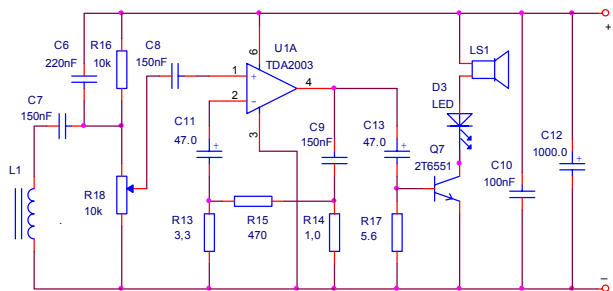 C6
220nF
R16
10k
C8
150nF
U1A
TDA2003
LS1
+
6
1
+
2
−
4
3
C7
150nF
C11
47.0
+
C9
150nF
C13
47.0
+
D3
LED
Q7
2T6551
C10
100nF
C12
1000.0
+
L1
R18
10k
.
R13
3,3
R15
470
R14
1,0
R17
5.6
−